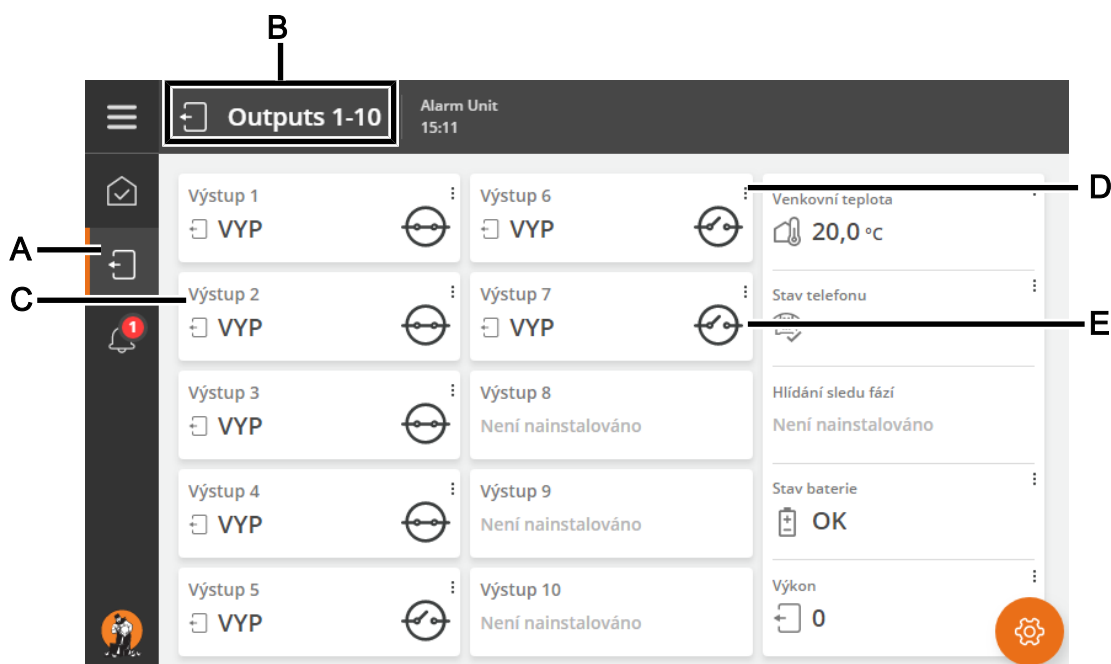 B
Outputs 1-10
Alarm Unit
15:11
A
C
D
E
1
Výstup 1
VYP
Výstup 2
VYP
Výstup 3
VYP
Výstup 4
VYP
Výstup 5
VYP
Výstup 6
VYP
Výstup 7
VYP
Výstup 8
Není nainstalováno
Výstup 9
Není nainstalováno
Výstup 10
Není nainstalováno
Venkovní teplota
20,0 °C
Stav telefonu
Hlídání sledu fází
Není nainstalováno
Stav baterie
OK
Výkon
0